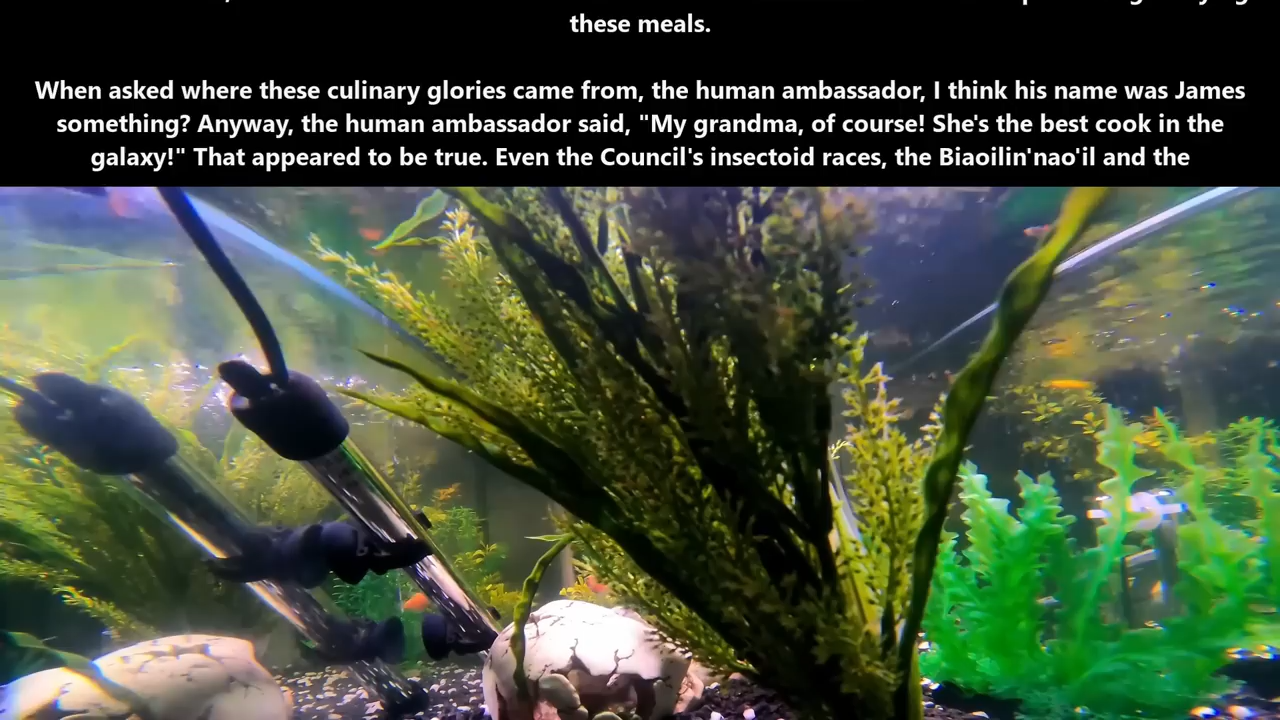 these meals.
When asked where these culinary glories came from, the human ambassador, I think his name was James
something? Anyway, the human ambassador said, "My grandma, of course! She's the best cook in the
galaxy!" That appeared to be true. Even the Council's insectoid races, the Biaoilin'nao'il and the